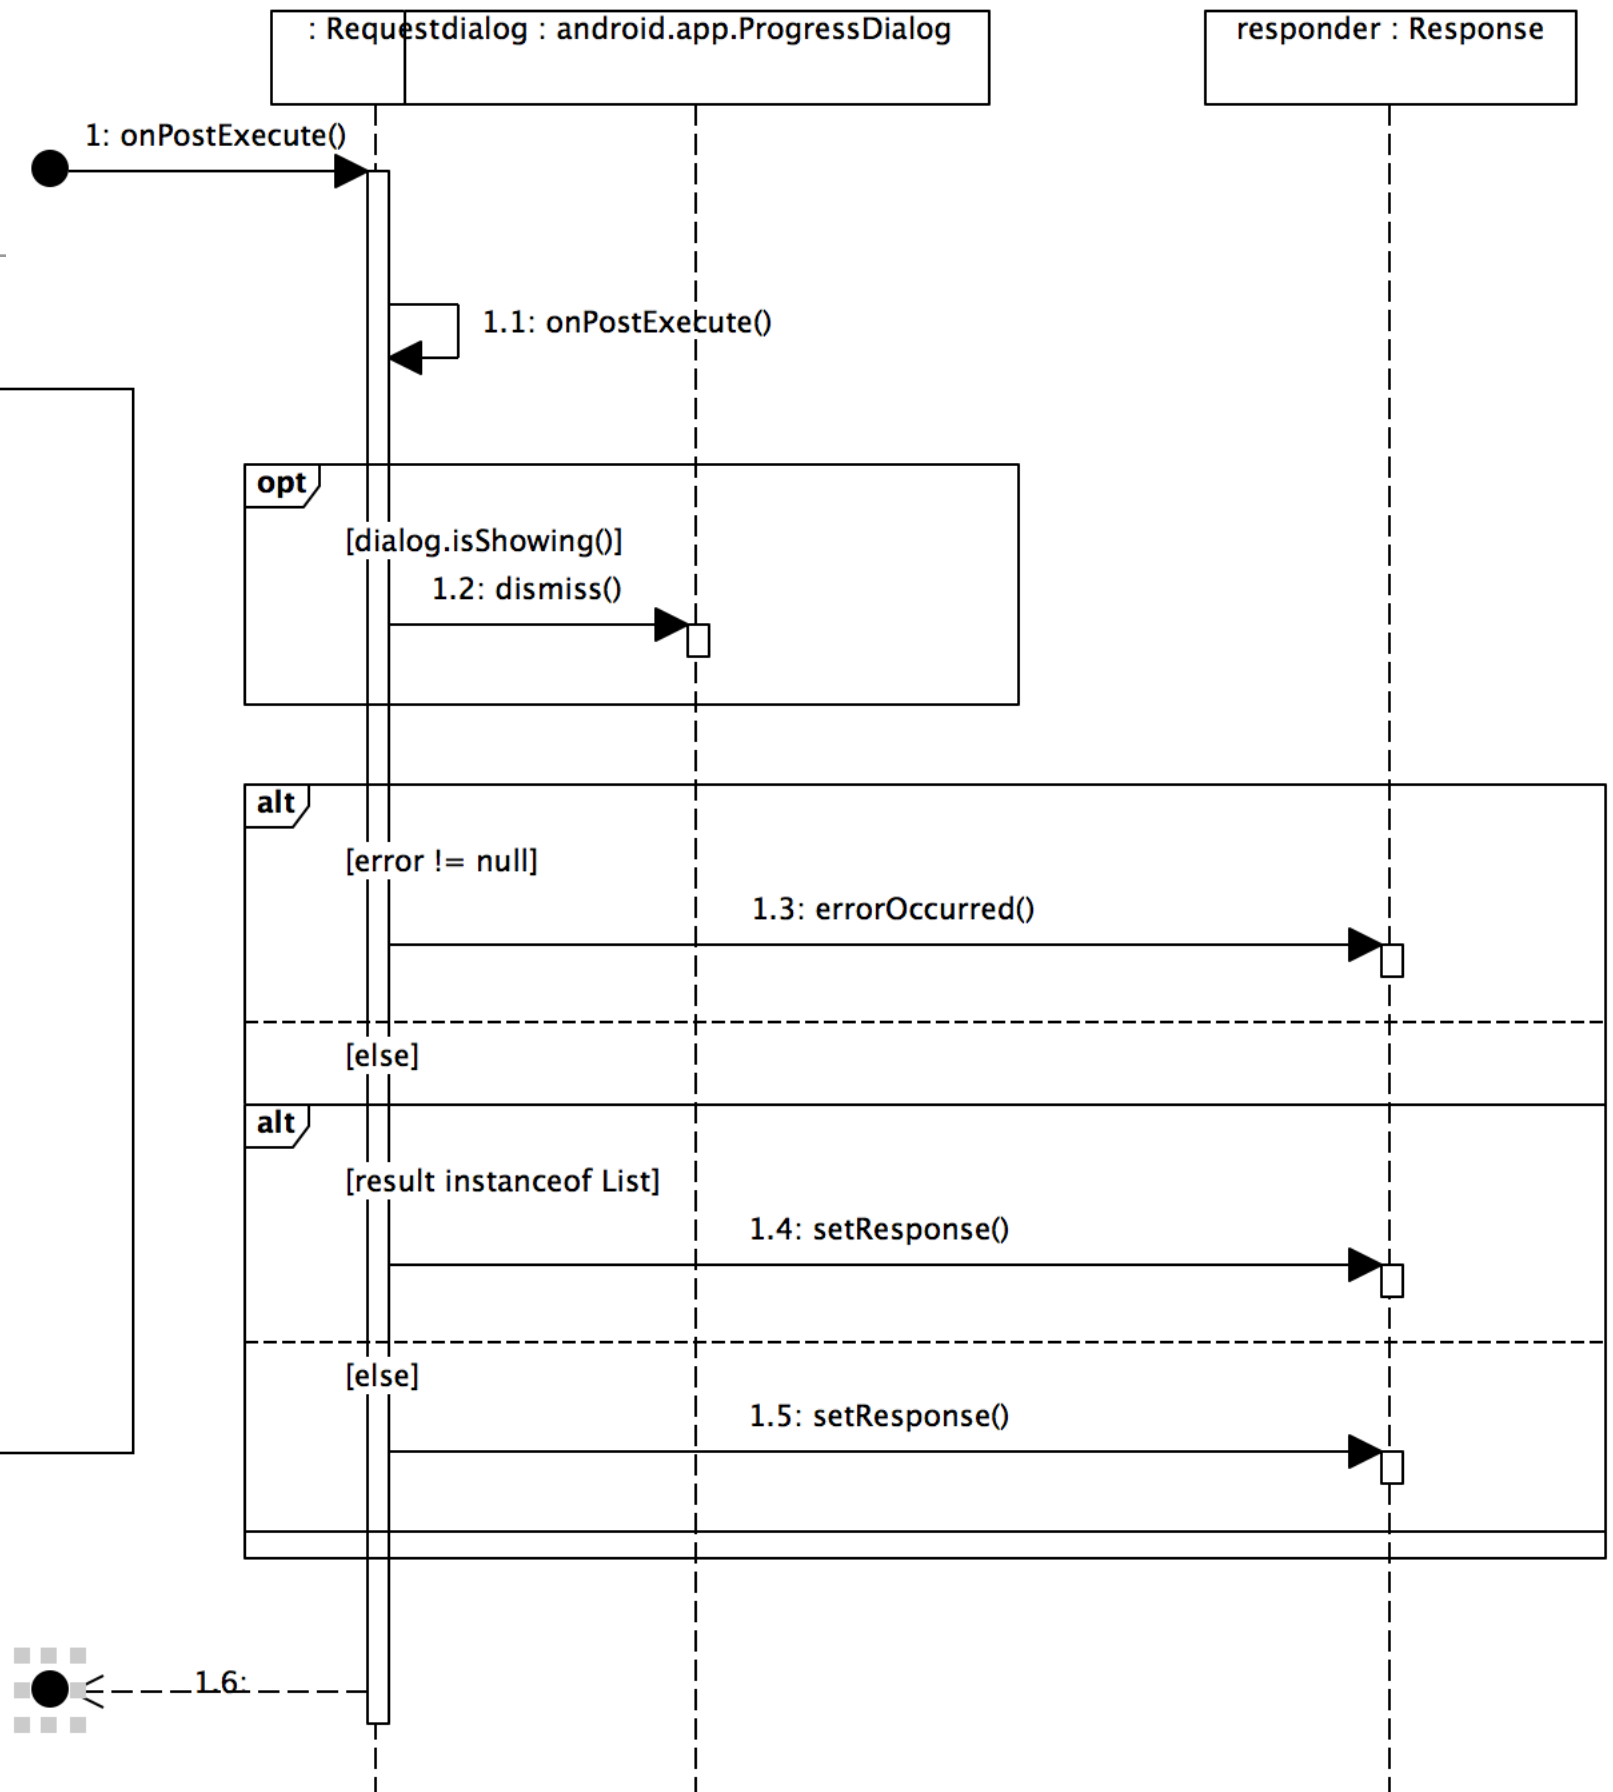 : Requestdialog : android.app.ProgressDialog
responder : Response
1: onPostExecute()
1.1: onPostExecute()
opt
[dialog.isShowing()]
1.2: dismiss()
alt
[error != null]
1.3: errorOccurred()
[else]
alt
[result instanceof List]
1.4: setResponse()
[else]
1.5: setResponse()
1.6: